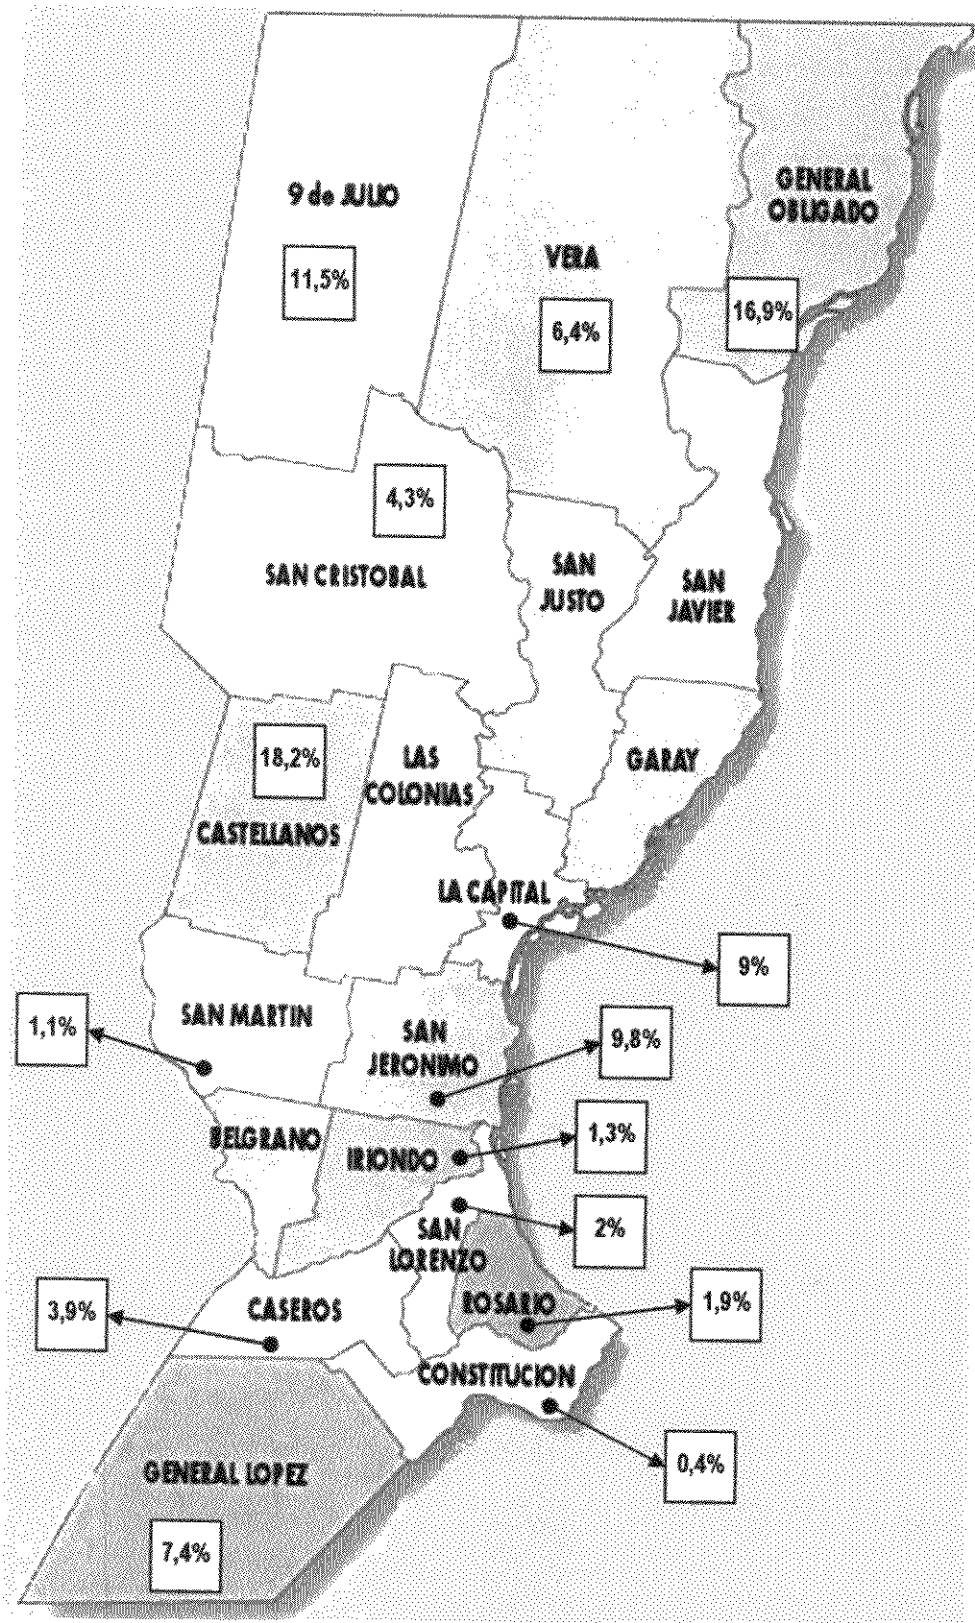 9 de JULIO
11,5%
VERA
6,4%
GENERAL
OBLIGADO
16,9%
4,3%
SAN CRISTOBAL
SAN
JUSTO
SAN
JAVIER
18,2%
CASTELLANOS
LAS
COLONIAS
GARAY
LA CAPITAL
9%
SAN MARTIN
1,1%
SAN
JERONIMO
9,8%
BELGRANO
IRIONDO
1,3%
SAN
LORENZO
2%
CASEROS
3,9%
ROSARIO
1,9%
CONSTITUCION
0,4%
GENERAL LOPEZ
7,4%